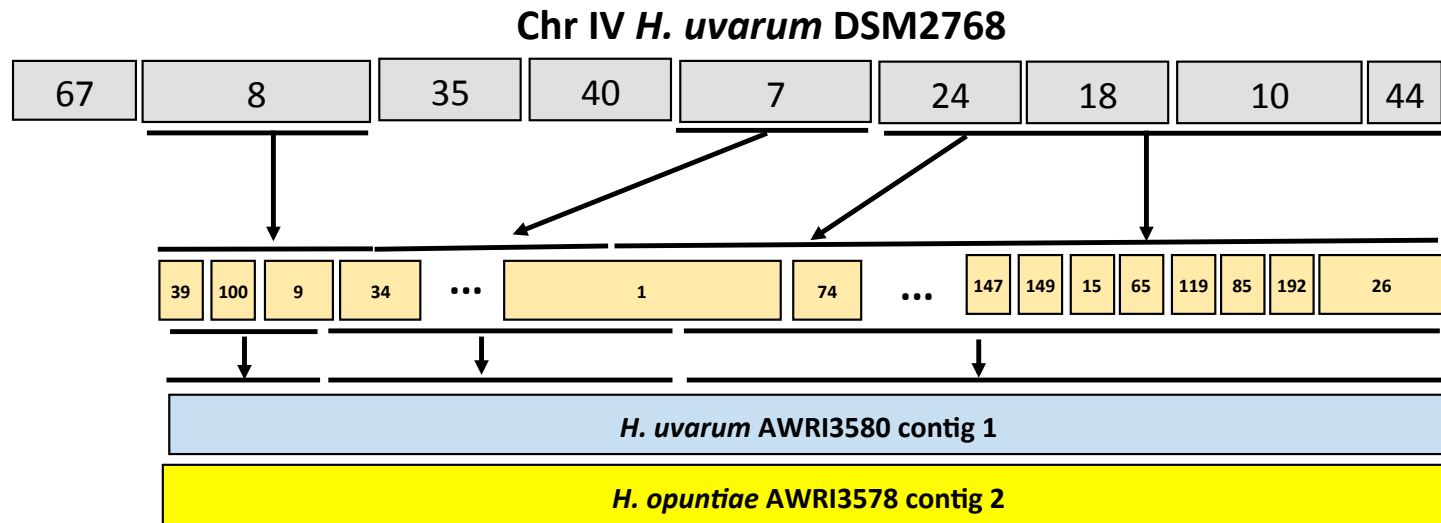 Chr IV H. uvarum DSM2768
67 8 35 40 7 24 18 10 44
39 100 9 34 ... 1 74 ... 147 149 15 65 119 85 192 26
H. uvarum AWRI3580 contig 1
H. opuntiae AWRI3578 contig 2